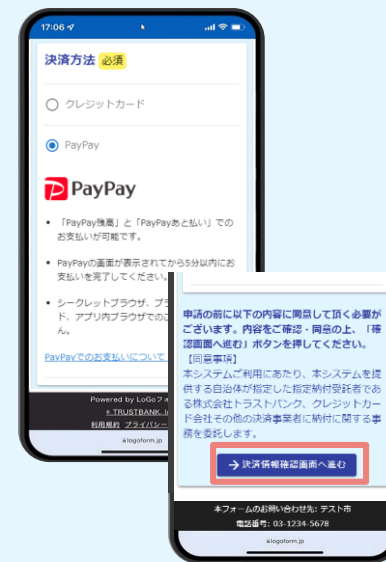 17:06
決済方法 必須
クレジットカード
PayPay
PayPay
• 「PayPay残高」と「PayPayあと払い」での
お支払いが可能です。
• PayPayの画面が表示されてから5分以内にお
支払いを完了してください。
• シークレットブラウザ、プラ
ド、アプリ内ブラウザでのご
ん。
PayPayでのお支払いについて
Powered by LoGoフォ
TRUSTBANK, I
利用規約 プライバシー
logoform.jp
申請の前に以下の内容に同意して頂く必要が
ございます。内容をご確認・同意の上、「確
認画面へ進む」ボタンを押してください。
【同意事項】
本システムご利用にあたり、本システムを提
供する自治体が指定した指定納付受託者であ
る株式会社トラストバンク、クレジットカー
ド会社その他の決済事業者に納付に関する事
務を委託します。
→決済情報確認画面へ進む
本フォームのお問い合わせ先: テスト市
電話番号: 03-1234-5678
logoform.jp